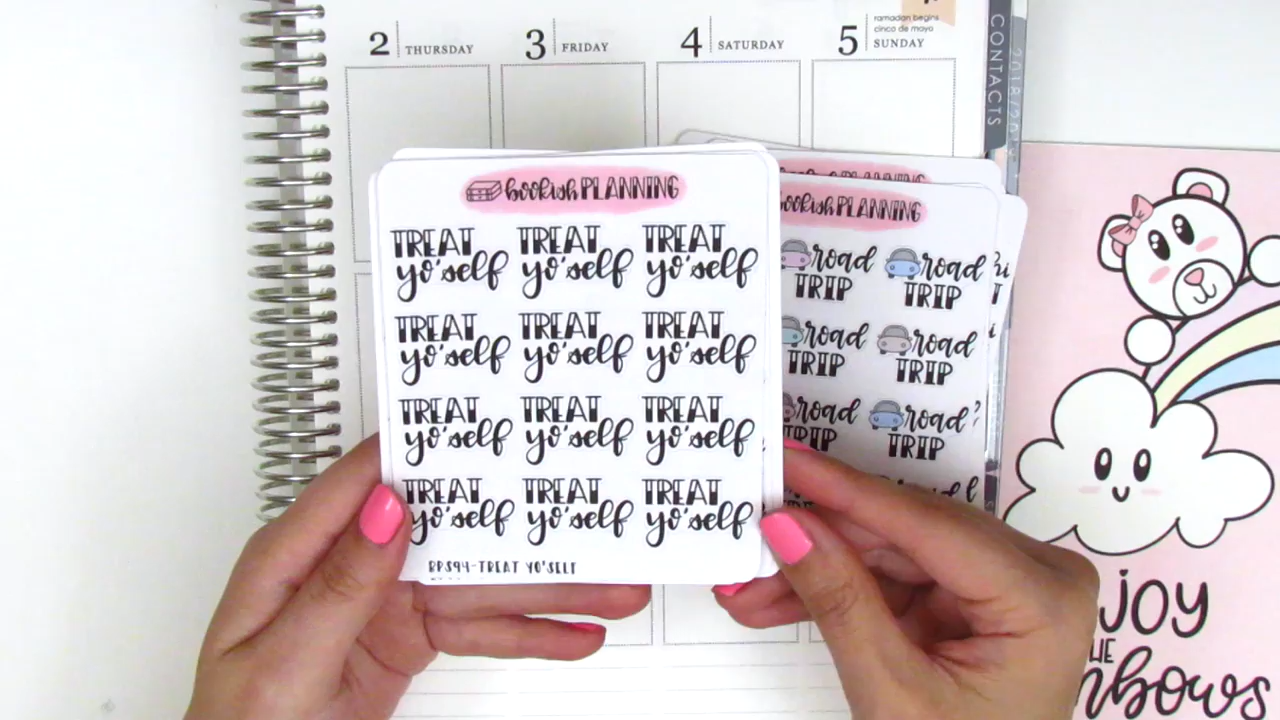 2 THURSDAY
3 FRIDAY
4 SATURDAY
ramadan begins
cinco de mayo
5 SUNDAY
CONTACTS
bookish PLANNING
TREAT TREAT TREAT
yo'self yo'self yo'self
TREAT TREAT TREAT
yo'self yo'self yo'self
TREAT TREAT TREAT
yo'self yo'self yo'self
TREAT TREAT TREAT
yo'self yo'self yo'self
BPS94-TREAT YO'SELF
bookish PLANNING
road road
TRIP TRIP
road road
TRIP TRIP
road road
TRIP TRIP
JOY